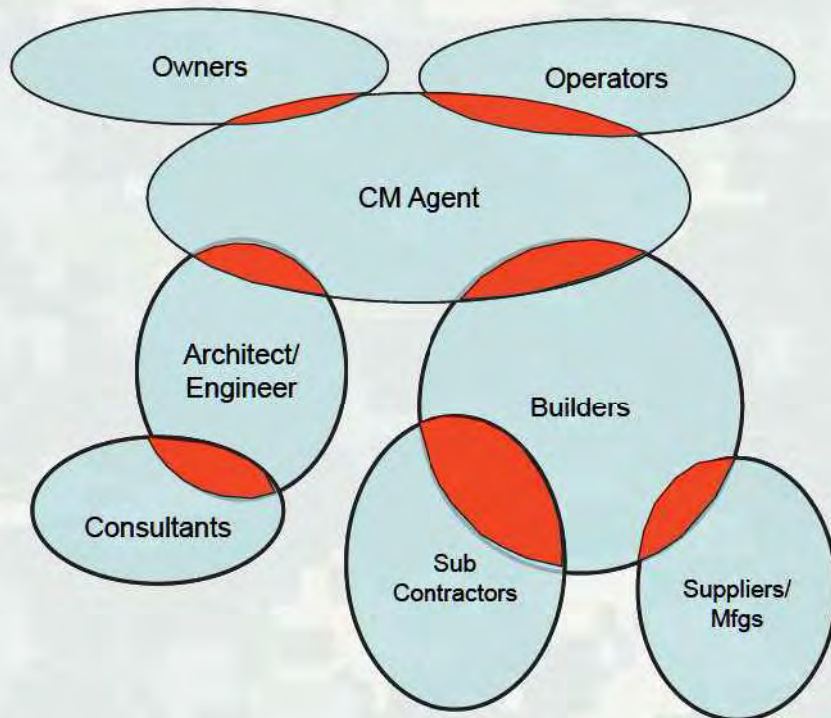 Owners
Operators
CM Agent
Architect/
Engineer
Builders
Consultants
Sub
Contractors
Suppliers/
Mfgs